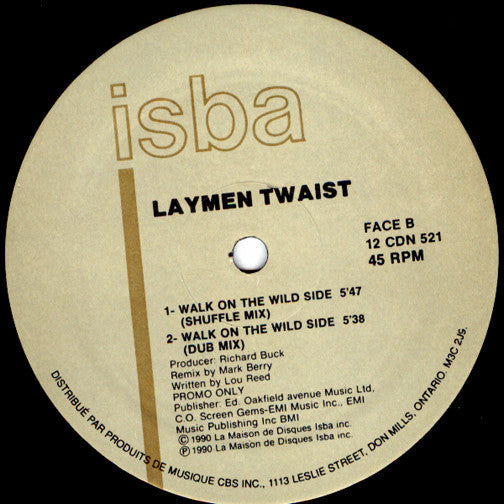 isba
LAYMEN TWAIST
FACE B
12 CDN 521
45 RPM
1- WALK ON THE WILD SIDE 5'47
(SHUFFLE MIX)
2- WALK ON THE WILD SIDE 5'38
(DUB MIX)
Producer: Richard Buck
Remix by Mark Berry
Written by Lou Reed
PROMO ONLY
Publisher: Ed. Oakfield avenue Music Ltd,
C.O. Screen Gems-EMI Music Inc., EMI
Music Publishing Inc BMI
Ⓒ 1990 La Maison de Disques Isba inc.
Ⓟ 1990 La Maison de Disques Isba inc.
DISTRIBUÉ PAR PRODUITS DE MUSIQUE CBS INC., 1113 LESLIE STREET, DON MILLS, ONTARIO, M3C 2J9.